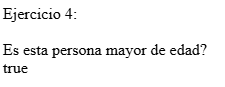 Ejercicio 4:
Es esta persona mayor de edad?
true